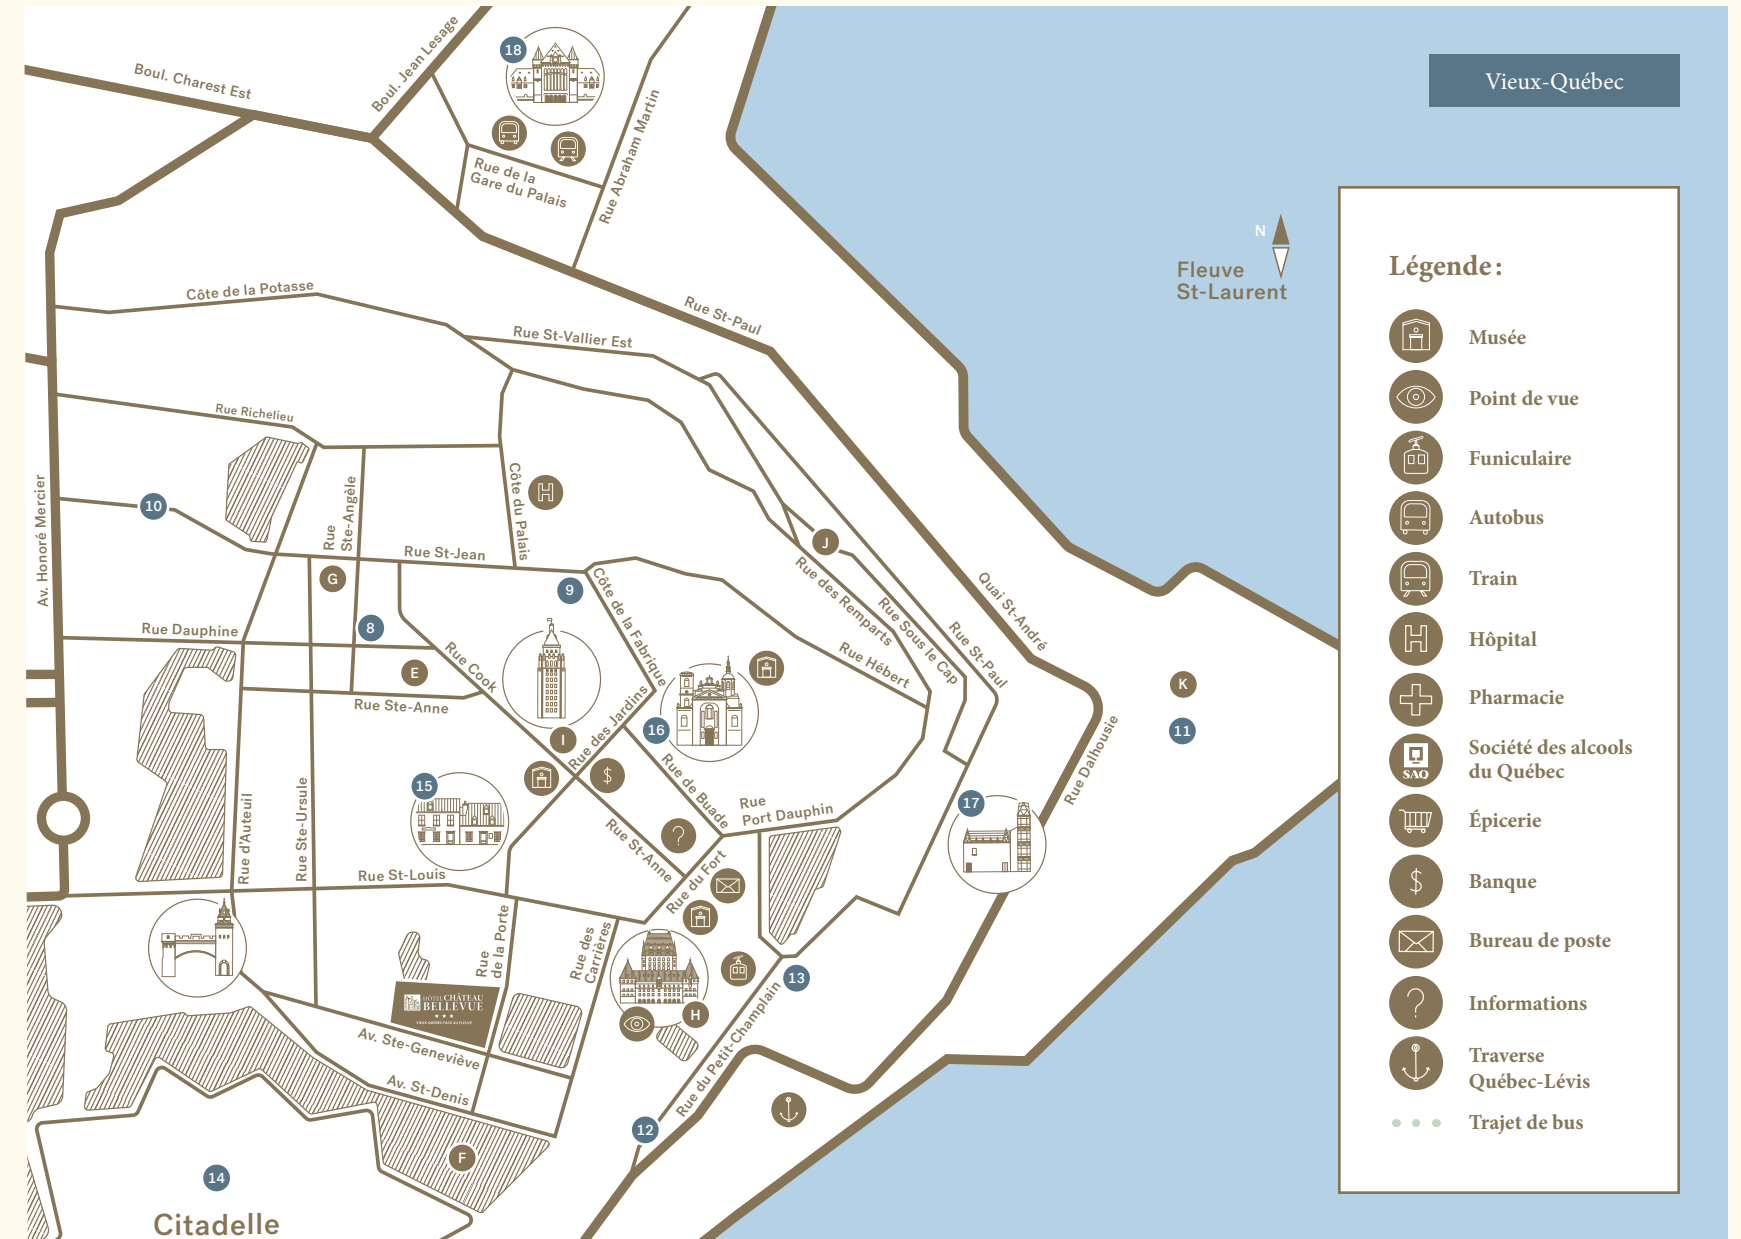 Vieux-Québec
Boul. Charest Est
Boul. Jean Lesage
18
Rue Abraham Martin
Rue de la
Gare du Palais
N
Fleuve
St-Laurent
Côte de la Potasse
Rue St-Vallier Est
Rue St-Paul
Rue Richelieu
Av. Honoré Mercier
10
Rue
Ste-Angèle
Côte du Palais
H
Rue St-Jean
G
9
Côte de la Fabrique
J
Rue des Remparts
Rue Sous le Cap
Rue St-Paul
Quai St-André
Rue Hébert
Rue Dauphine
8
E
Rue Cook
Rue Ste-Anne
I
Rue des Jardins
16
K
11
Rue Dalhousie
15
$
Rue de Buade
Rue
Port Dauphin
17
?
Rue St-Anne
Rue du Fort
Rue d'Auteuil
Rue Ste-Ursule
Rue St-Louis
Rue
de la Porte
Rue des
Carrières
HÔTEL CHÂTEAU
BELLEVUE
★ ★ ★
VIEUX-QUÉBEC FACE AU FLEUVE
H
13
Rue du Petit-Champlain
Av. Ste-Geneviève
Av. St-Denis
12
F
14
Citadelle
Légende :
Musée
Point de vue
Funiculaire
Autobus
Train
H
Hôpital
Pharmacie
SAQ
Société des alcools
du Québec
Épicerie
$
Banque
Bureau de poste
?
Informations
Traverse
Québec-Lévis
Trajet de bus